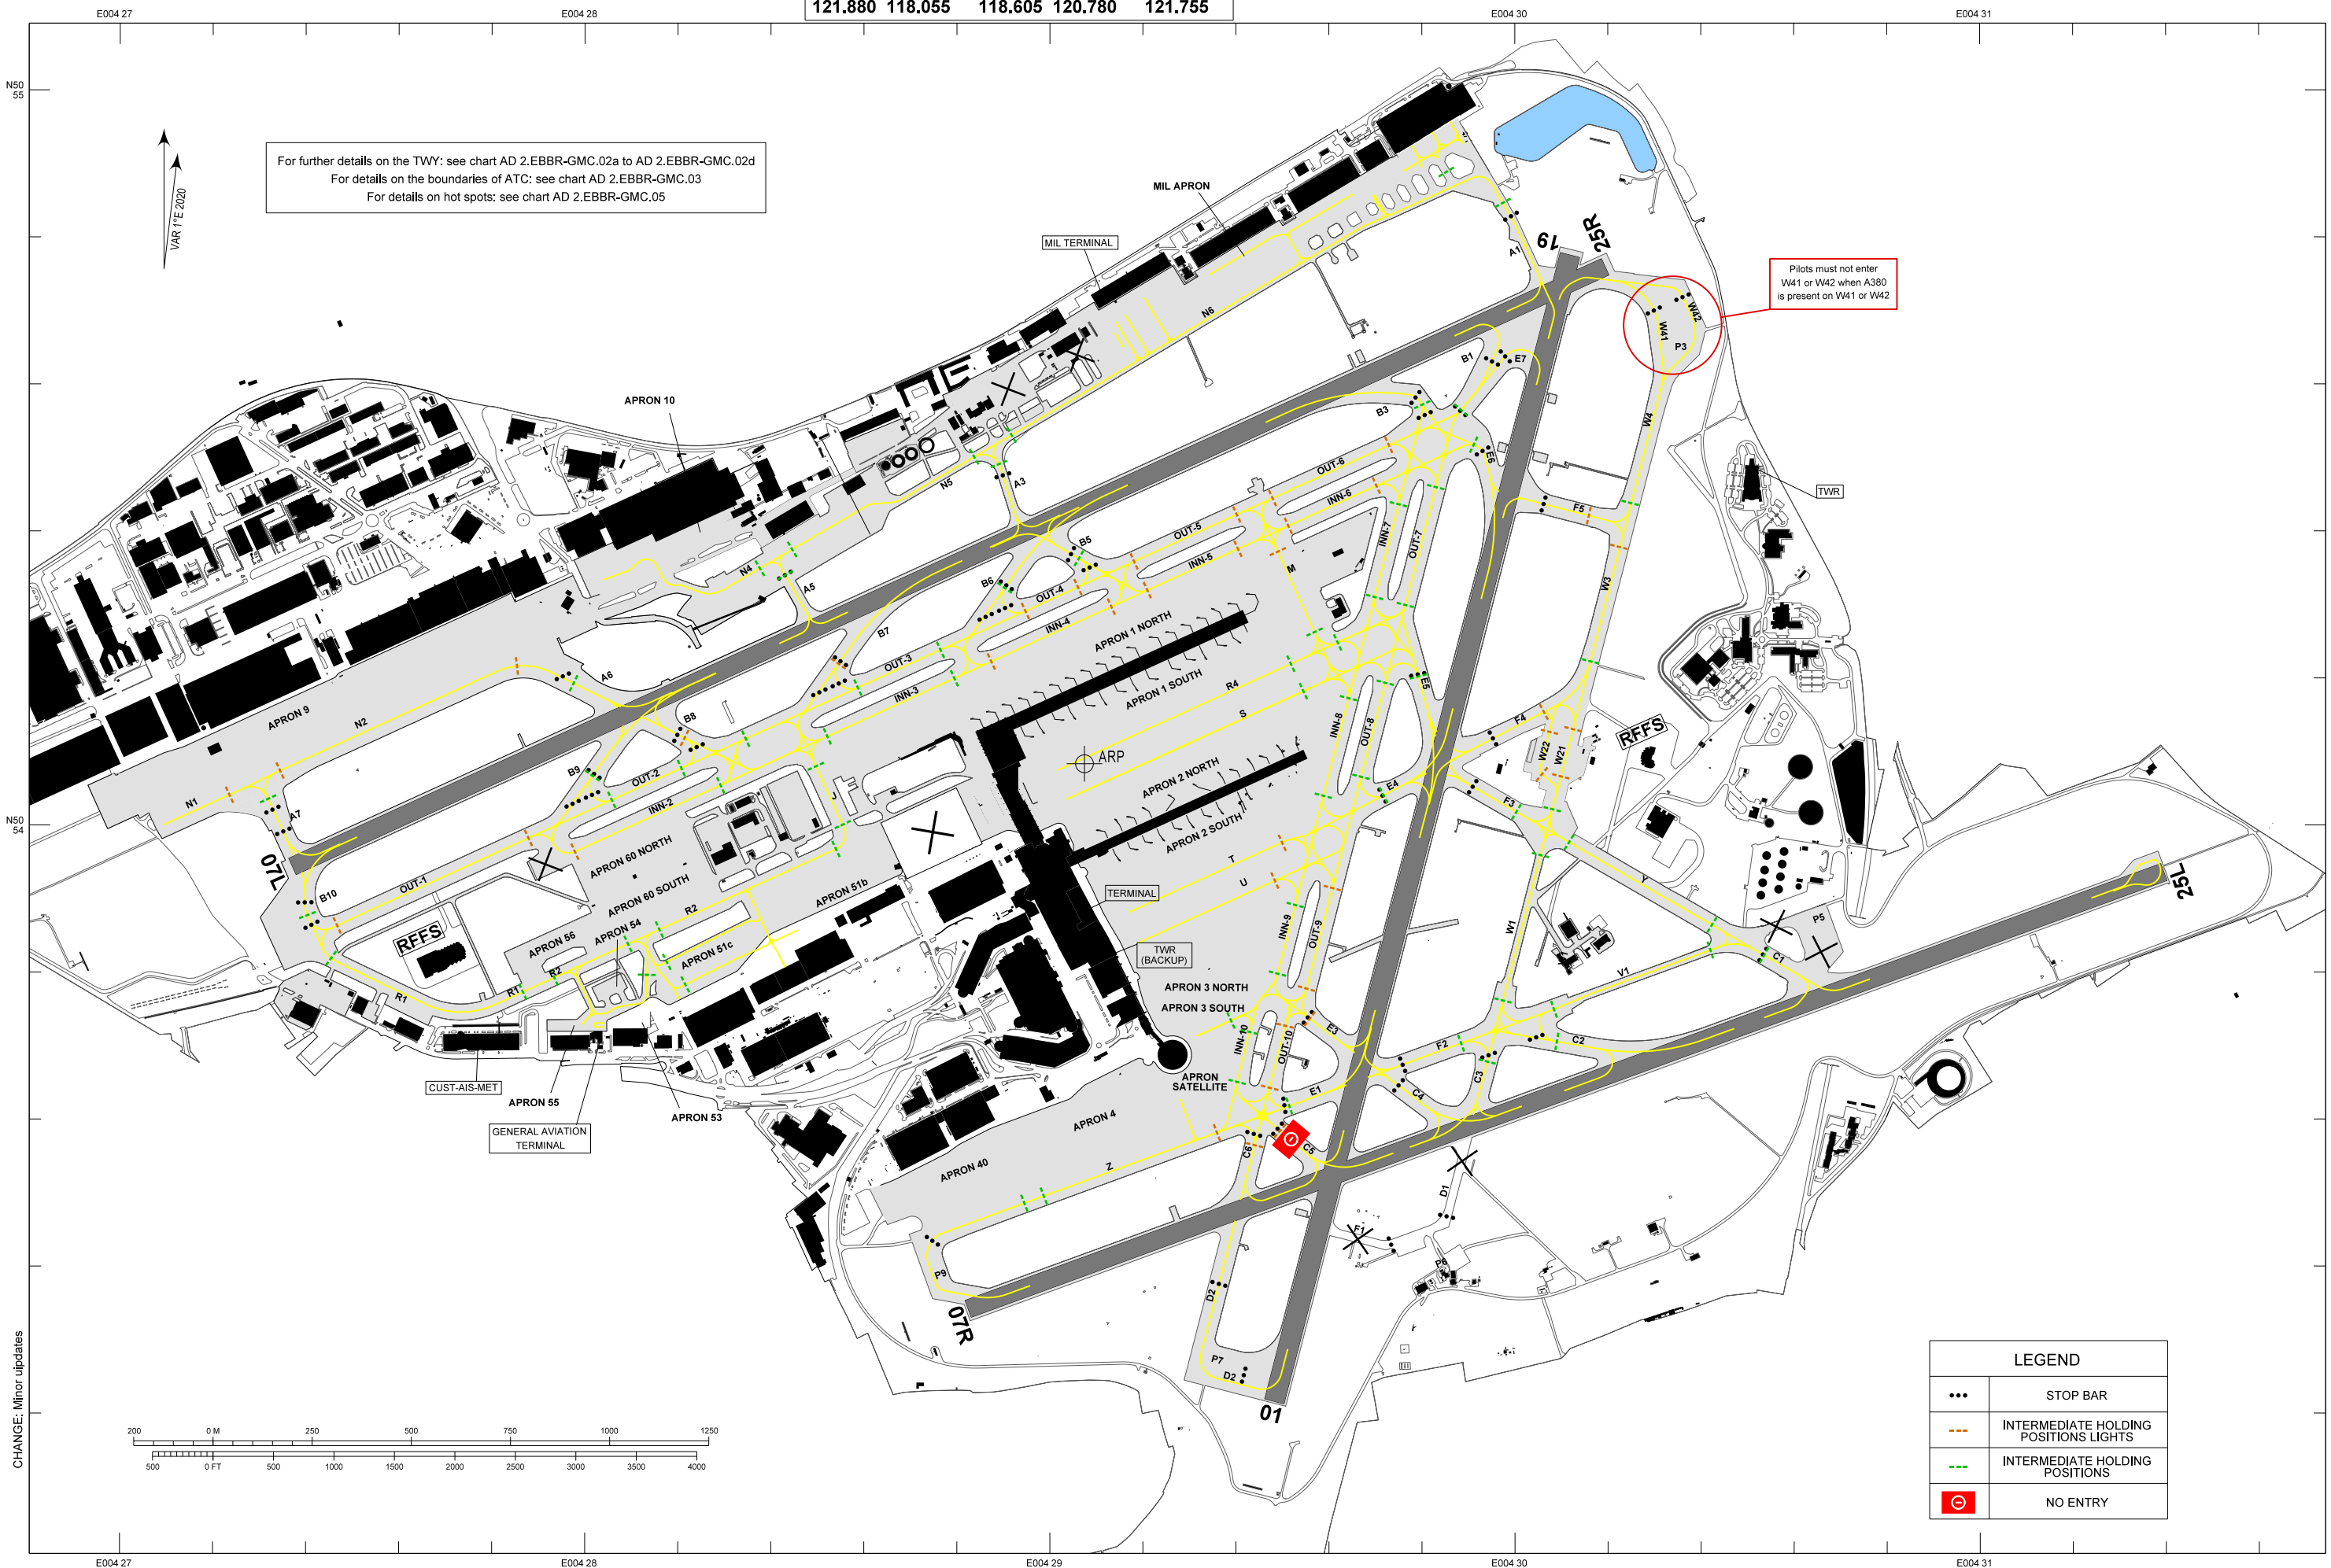 121.880 118.055 118.605 120.780 121.755
E004 27
E004 28
E004 30
E004 31
N50
55
VAR 1°E 2020
For further details on the TWY: see chart AD 2.EBBR-GMC.02a to AD 2.EBBR-GMC.02d
For details on the boundaries of ATC: see chart AD 2.EBBR-GMC.03
For details on hot spots: see chart AD 2.EBBR-GMC.05
MIL APRON
MIL TERMINAL
19
25R
A1
Pilots must not enter
W41 or W42 when A380
is present on W41 or W42
W42
W41
P3
N6
B1
E7
APRON 10
B3
W4
E6
OUT-6
INN-6
TWR
N5
A3
F5
OUT-5
INN-5
INN-7
OUT-7
B5
N4
M
A5
B6
OUT-4
INN-4
W3
B7
APRON 1 NORTH
OUT-3
INN-3
APRON 1 SOUTH
A6
E5
R4
S
APRON 9
N2
B8
INN-8
OUT-8
F4
RFFS
W22
W21
ARP
B9
OUT-2
INN-2
APRON 2 NORTH
E4
F3
J
N1
A7
N50
54
APRON 2 SOUTH
07L
APRON 60 NORTH
T
U
APRON 60 SOUTH
APRON 51b
TERMINAL
Y
25L
OUT-1
B10
R2
INN-9
OUT-9
W1
P5
RFFS
APRON 56
APRON 54
APRON 51c
TWR
(BACKUP)
C1
R2
R1
R1
V1
APRON 3 NORTH
APRON 3 SOUTH
INN-10
OUT-10
E3
F2
C2
CUST-AIS-MET
APRON 55
APRON 53
APRON
SATELLITE
E1
C4
C3
GENERAL AVIATION
TERMINAL
APRON 4
APRON 40
Z
C6
C5
D1
F1
P6
P9
D2
07R
P7
D2
01
CHANGE: Minor uipdates
200 0 M 250 500 750 1000 1250
500 0 FT 500 1000 1500 2000 2500 3000 3500 4000
LEGEND
STOP BAR
INTERMEDIATE HOLDING
POSITIONS LIGHTS
INTERMEDIATE HOLDING
POSITIONS
NO ENTRY
E004 27
E004 28
E004 29
E004 30
E004 31